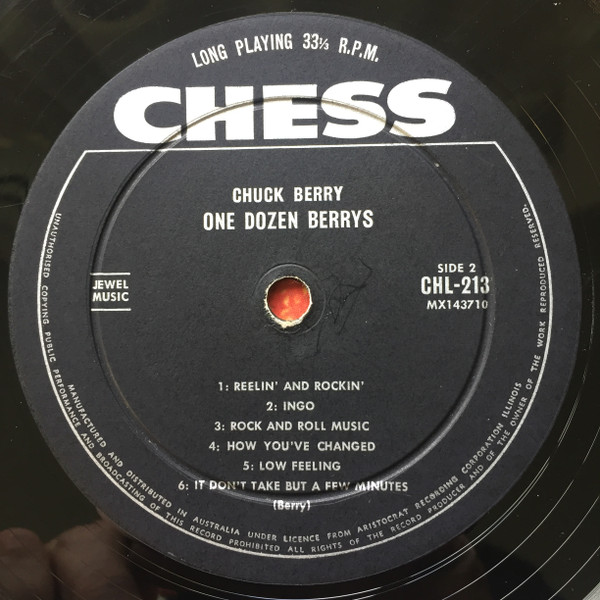 LONG PLAYING 33⅓ R.P.M.
CHESS
CHUCK BERRY
ONE DOZEN BERRYS
JEWEL
MUSIC
SIDE 2
CHL-213
MX143710
1: REELIN' AND ROCKIN'
2: INGO
3: ROCK AND ROLL MUSIC
4: HOW YOU'VE CHANGED
5: LOW FEELING
6: IT DON'T TAKE BUT A FEW MINUTES
(Berry)
MANUFACTURED AND DISTRIBUTED IN AUSTRALIA UNDER LICENCE FROM ARISTOCRAT RECORDING CORPORATION ILLINOIS
UNAUTHORISED COPYING PUBLIC PERFORMANCE AND BROADCASTING OF THIS RECORD PROHIBITED ALL RIGHTS OF THE RECORD PRODUCER AND OF THE OWNER OF THE WORK REPRODUCED RESERVED.